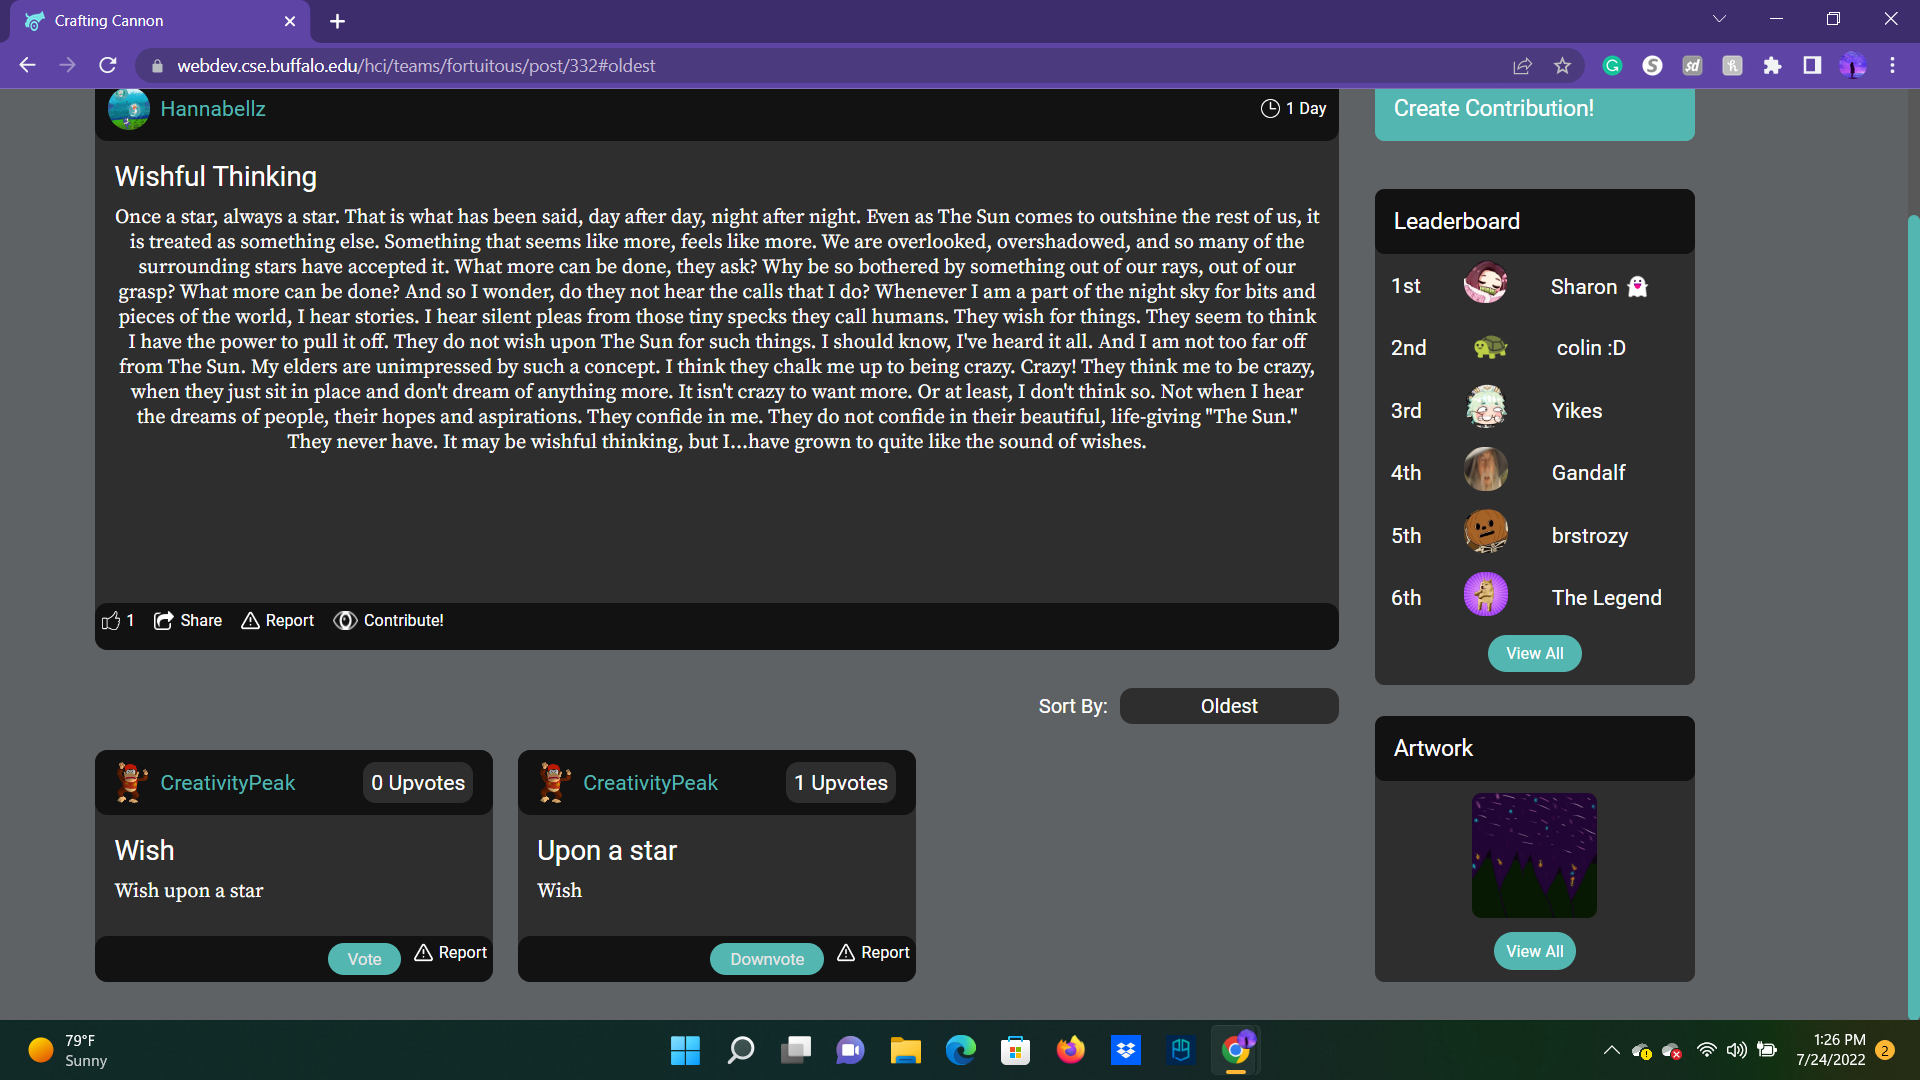 Crafting Cannon
webdev.cse.buffalo.edu/hci/teams/fortuitous/post/332#oldest
Hannabellz
1 Day
Create Contribution!
Wishful Thinking
Once a star, always a star. That is what has been said, day after day, night after night. Even as The Sun comes to outshine the rest of us, it
is treated as something else. Something that seems like more, feels like more. We are overlooked, overshadowed, and so many of the
surrounding stars have accepted it. What more can be done, they ask? Why be so bothered by something out of our rays, out of our
grasp? What more can be done? And so I wonder, do they not hear the calls that I do? Whenever I am a part of the night sky for bits and
pieces of the world, I hear stories. I hear silent pleas from those tiny specks they call humans. They wish for things. They seem to think
I have the power to pull it off. They do not wish upon The Sun for such things. I should know, I've heard it all. And I am not too far off
from The Sun. My elders are unimpressed by such a concept. I think they chalk me up to being crazy. Crazy! They think me to be crazy,
when they just sit in place and don't dream of anything more. It isn't crazy to want more. Or at least, I don't think so. Not when I hear
the dreams of people, their hopes and aspirations. They confide in me. They do not confide in their beautiful, life-giving "The Sun."
They never have. It may be wishful thinking, but I...have grown to quite like the sound of wishes.
1 Share Report Contribute!
Leaderboard
1st Sharon
2nd colin :D
3rd Yikes
4th Gandalf
5th brstrozy
6th The Legend
View All
Sort By: Oldest
CreativityPeak 0 Upvotes
Wish
Wish upon a star
Vote Report
CreativityPeak 1 Upvotes
Upon a star
Wish
Downvote Report
Artwork
View All
79°F
Sunny
1:26 PM
7/24/2022
2